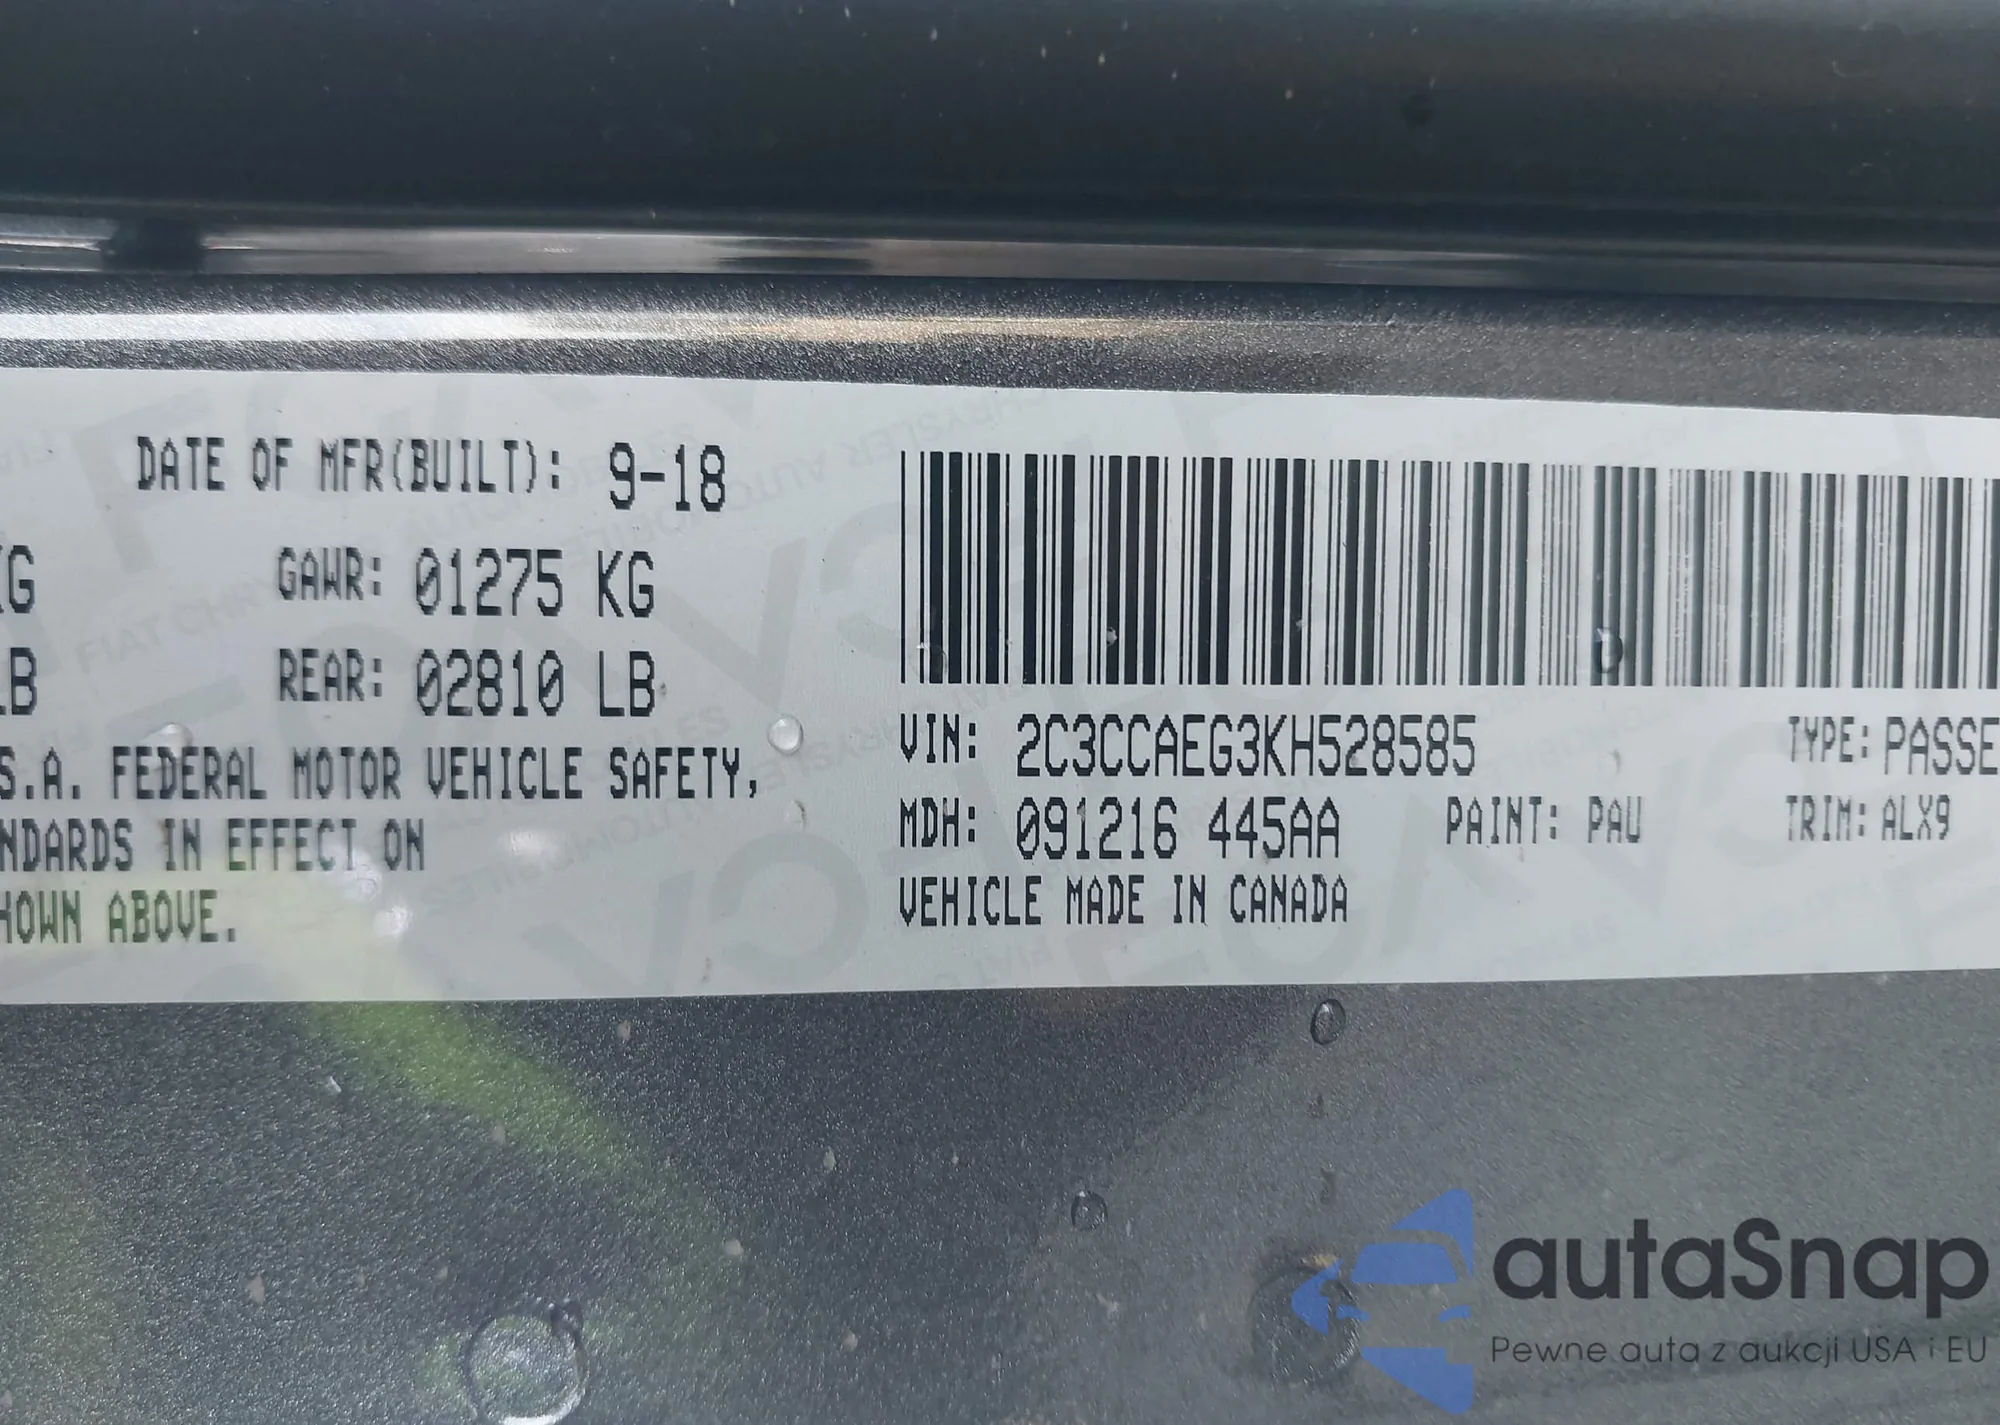 DATE OF MFR(BUILT): 9-18
KG GAWR: 01275 KG
LB REAR: 02810 LB
S.A. FEDERAL MOTOR VEHICLE SAFETY,
NDARDS IN EFFECT ON
HOWN ABOVE.
VIN: 2C3CCAEG3KH528585 TYPE: PASSE
MDH: 091216 445AA PAINT: PAU TRIM: ALX9
VEHICLE MADE IN CANADA
autaSnap
Pewne auta z aukcji USA i EU